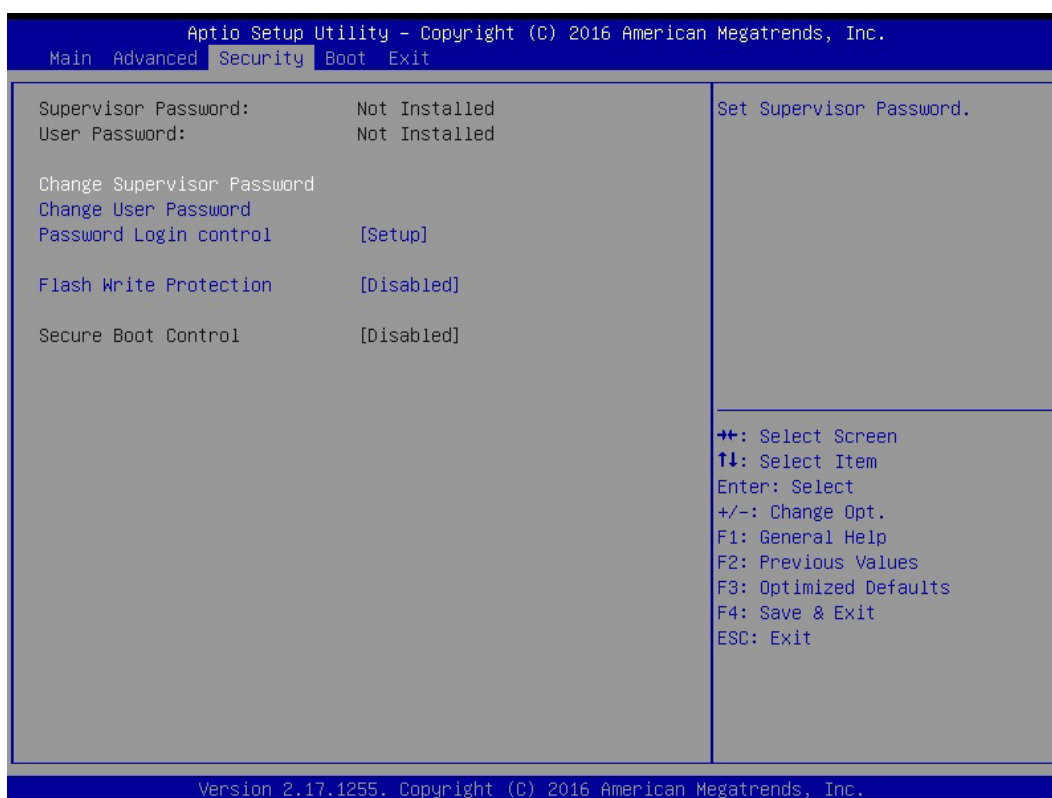 Aptio Setup Utility – Copyright (C) 2016 American Megatrends, Inc.
Main Advanced Security Boot Exit
Supervisor Password: Not Installed
User Password: Not Installed
Change Supervisor Password
Change User Password
Password Login control [Setup]
Flash Write Protection [Disabled]
Secure Boot Control [Disabled]
Set Supervisor Password.
→←: Select Screen
↑↓: Select Item
Enter: Select
+/-: Change Opt.
F1: General Help
F2: Previous Values
F3: Optimized Defaults
F4: Save & Exit
ESC: Exit
Version 2.17.1255. Copyright (C) 2016 American Megatrends, Inc.